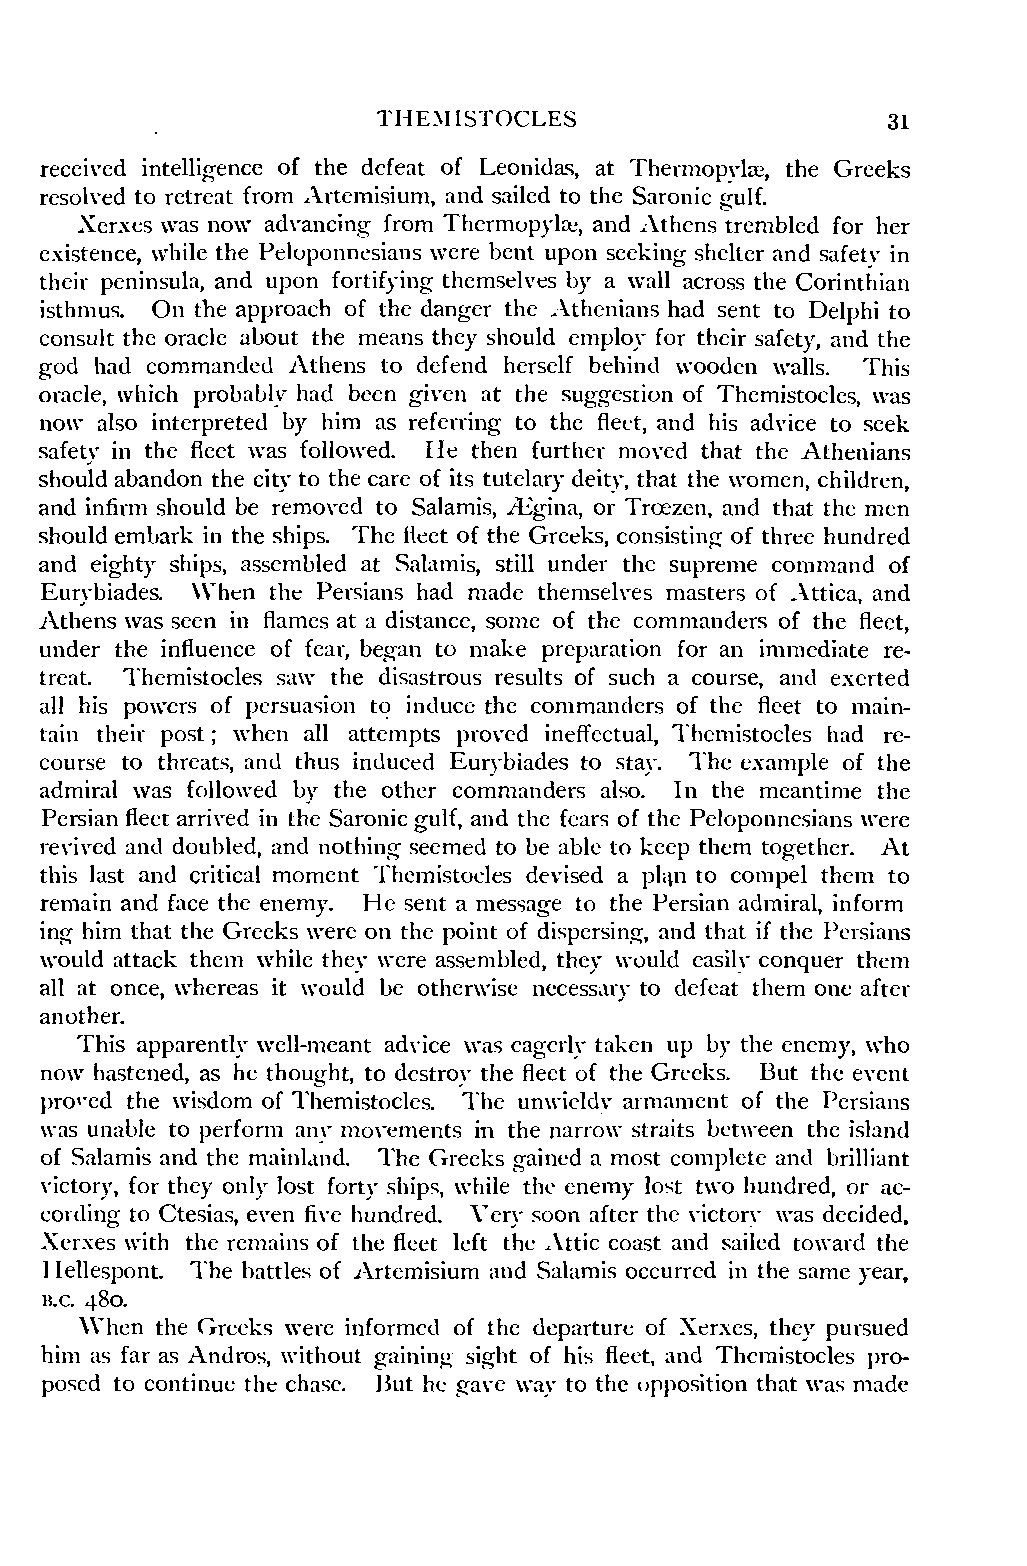 THEMISTOCLES 31
received intelligence of the defeat of Leonidas, at Thermopylæ, the Greeks
resolved to retreat from Artemisium, and sailed to the Saronic gulf.
Xerxes was now advancing from Thermopylæ, and Athens trembled for her
existence, while the Peloponnesians were bent upon seeking shelter and safety in
their peninsula, and upon fortifying themselves by a wall across the Corinthian
isthmus. On the approach of the danger the Athenians had sent to Delphi to
consult the oracle about the means they should employ for their safety, and the
god had commanded Athens to defend herself behind wooden walls. This
oracle, which probably had been given at the suggestion of Themistocles, was
now also interpreted by him as referring to the fleet, and his advice to seek
safety in the fleet was followed. He then further moved that the Athenians
should abandon the city to the care of its tutelary deity, that the women, children,
and infirm should be removed to Salamis, Ægina, or Trœzen, and that the men
should embark in the ships. The fleet of the Greeks, consisting of three hundred
and eighty ships, assembled at Salamis, still under the supreme command of
Eurybiades. When the Persians had made themselves masters of Attica, and
Athens was seen in flames at a distance, some of the commanders of the fleet,
under the influence of fear, began to make preparation for an immediate re-
treat. Themistocles saw the disastrous results of such a course, and exerted
all his powers of persuasion to induce the commanders of the fleet to main-
tain their post; when all attempts proved ineffectual, Themistocles had re-
course to threats, and thus induced Eurybiades to stay. The example of the
admiral was followed by the other commanders also. In the meantime the
Persian fleet arrived in the Saronic gulf, and the fears of the Peloponnesians were
revived and doubled, and nothing seemed to be able to keep them together. At
this last and critical moment Themistocles devised a plan to compel them to
remain and face the enemy. He sent a message to the Persian admiral, inform
ing him that the Greeks were on the point of dispersing, and that if the Persians
would attack them while they were assembled, they would easily conquer them
all at once, whereas it would be otherwise necessary to defeat them one after
another.
This apparently well-meant advice was eagerly taken up by the enemy, who
now hastened, as he thought, to destroy the fleet of the Greeks. But the event
proved the wisdom of Themistocles. The unwieldy armament of the Persians
was unable to perform any movements in the narrow straits between the island
of Salamis and the mainland. The Greeks gained a most complete and brilliant
victory, for they only lost forty ships, while the enemy lost two hundred, or ac-
cording to Ctesias, even five hundred. Very soon after the victory was decided,
Xerxes with the remains of the fleet left the Attic coast and sailed toward the
Hellespont. The battles of Artemisium and Salamis occurred in the same year,
B.C. 480.
When the Greeks were informed of the departure of Xerxes, they pursued
him as far as Andros, without gaining sight of his fleet, and Themistocles pro-
posed to continue the chase. But he gave way to the opposition that was made